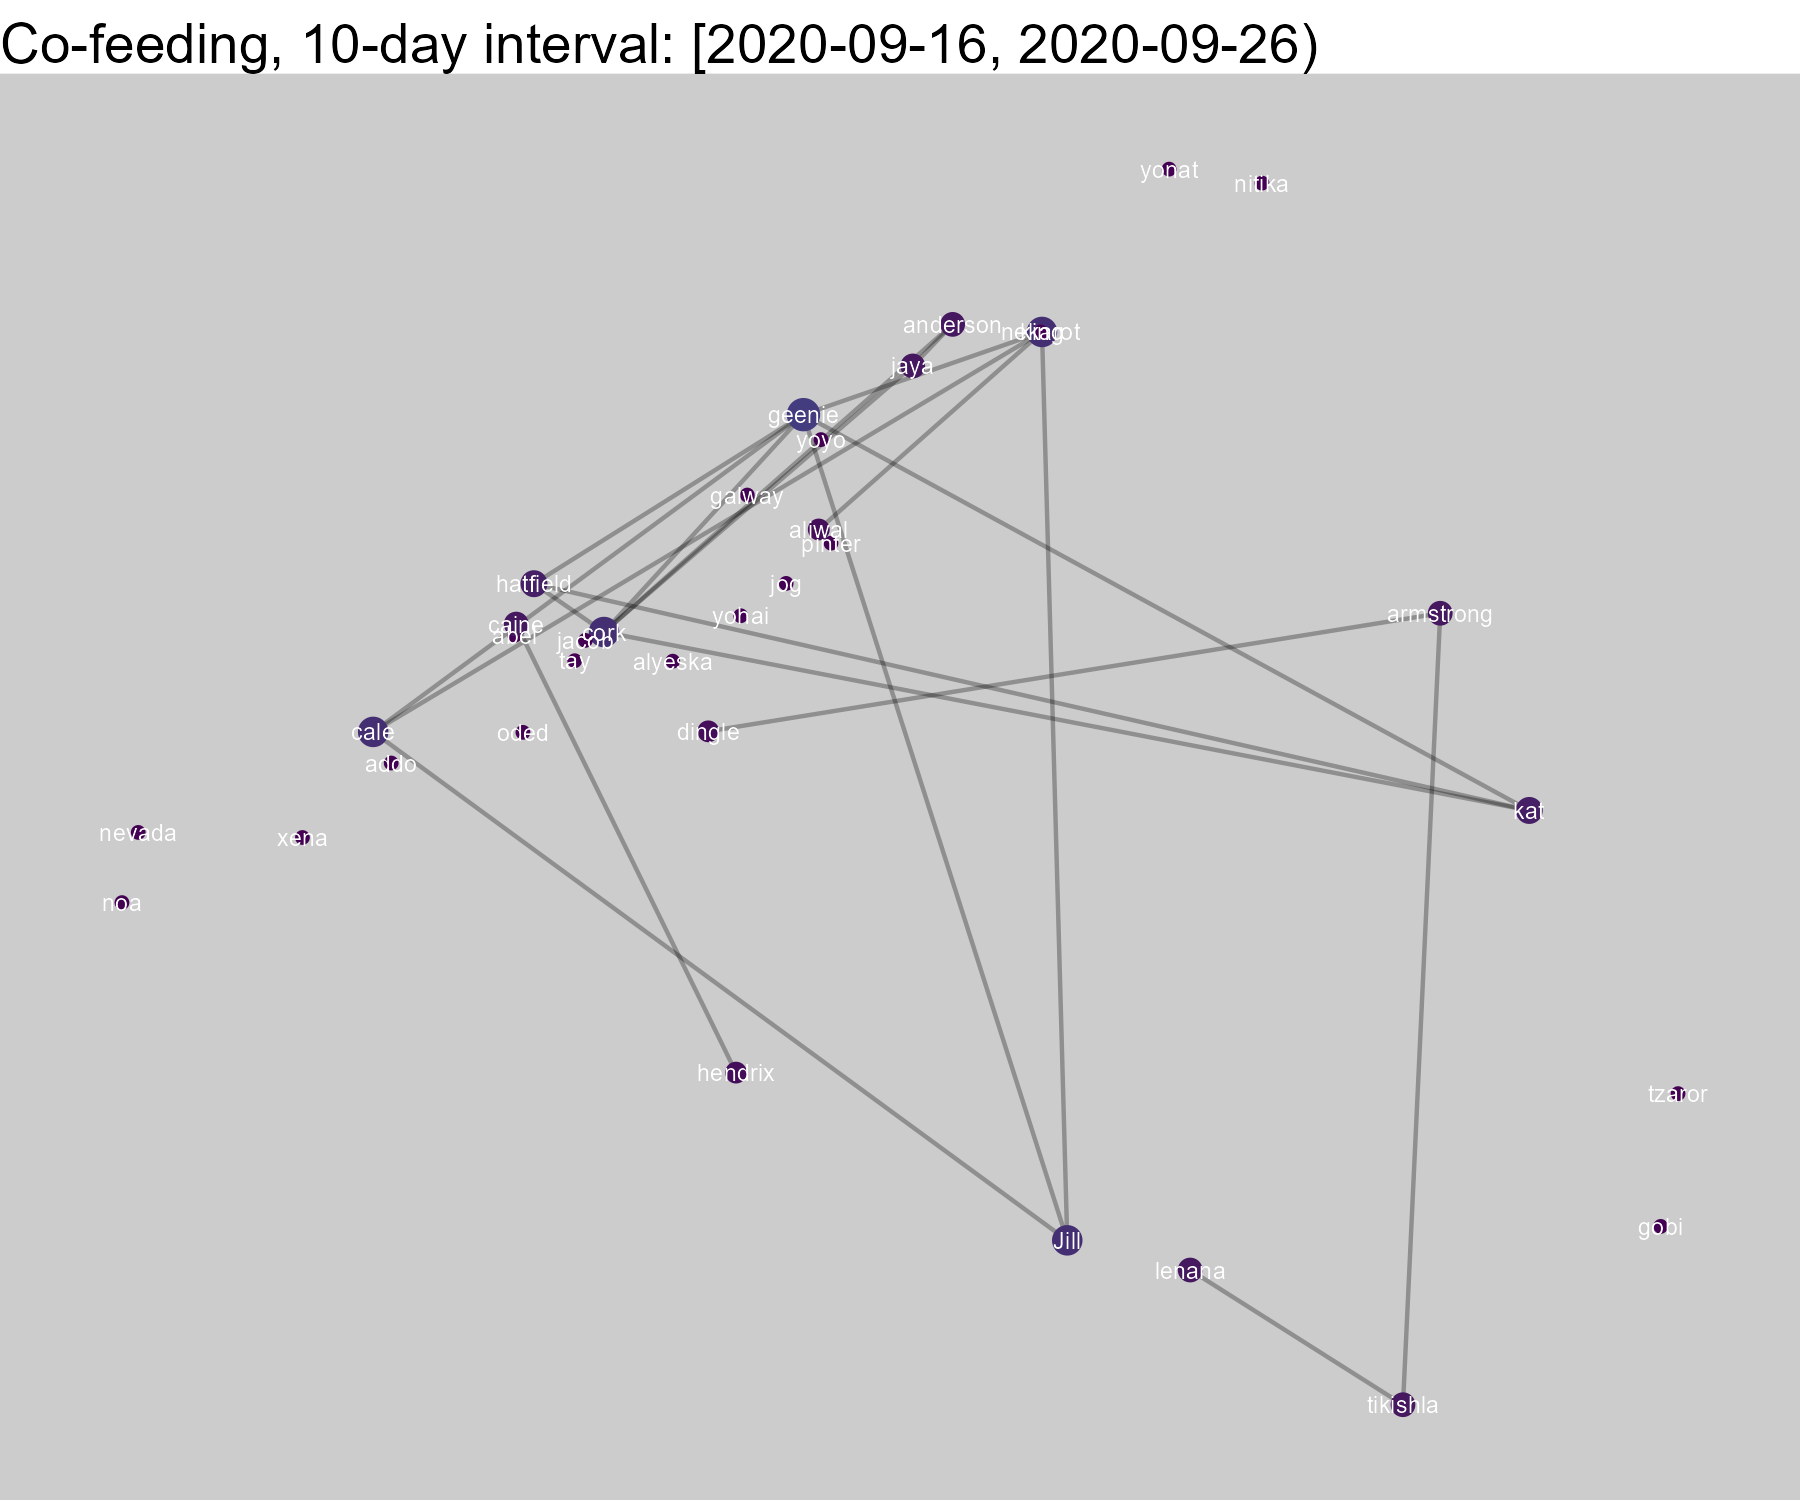 Co-feeding, 10-day interval: [2020-09-16, 2020-09-26)
yonat
nitika
anderson
king
jaya
geenie
yoyo
galway
aliwal
pinter
hatfield
jog
caine
abel
jacob
cork
yohai
armstrong
tay
alyeska
cale
oded
dingle
addo
kat
nevada
xena
noa
hendrix
tzaror
gobi
Jill
lenana
tikishla